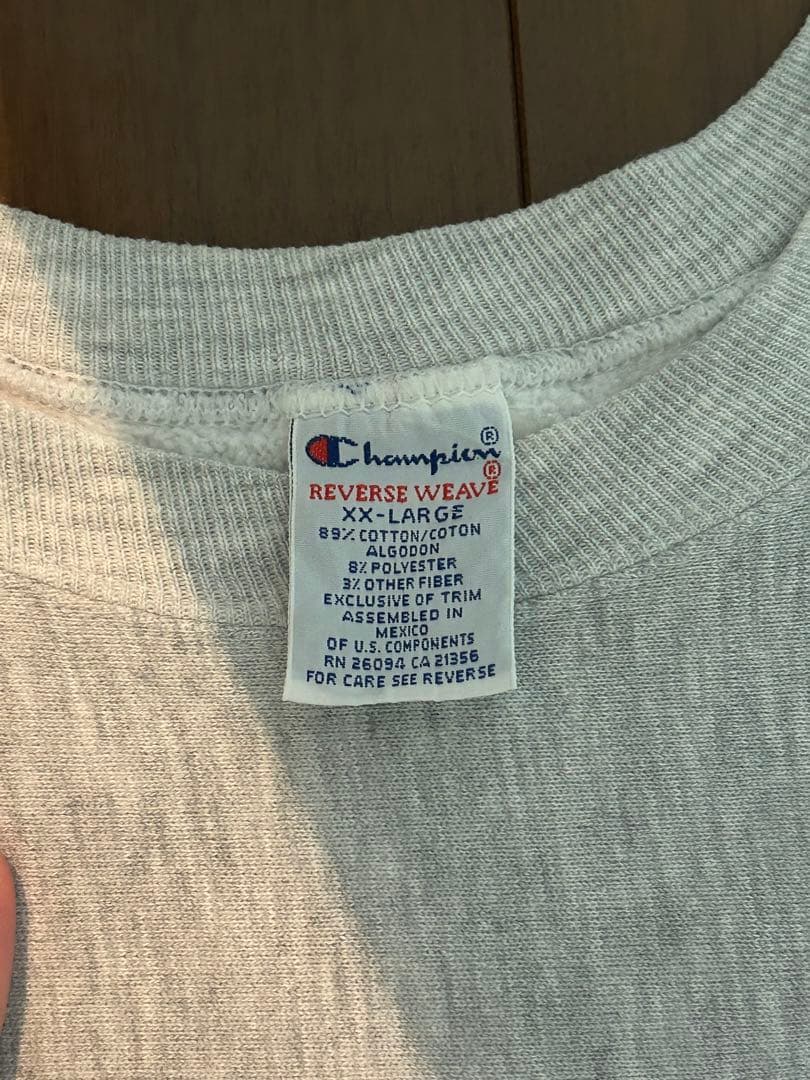 Champion®
REVERSE WEAVE®
XX-LARGE
89% COTTON/COTON
ALGODON
8% POLYESTER
3% OTHER FIBER
EXCLUSIVE OF TRIM
ASSEMBLED IN
MEXICO
OF U.S. COMPONENTS
RN 26094 CA 21356
FOR CARE SEE REVERSE